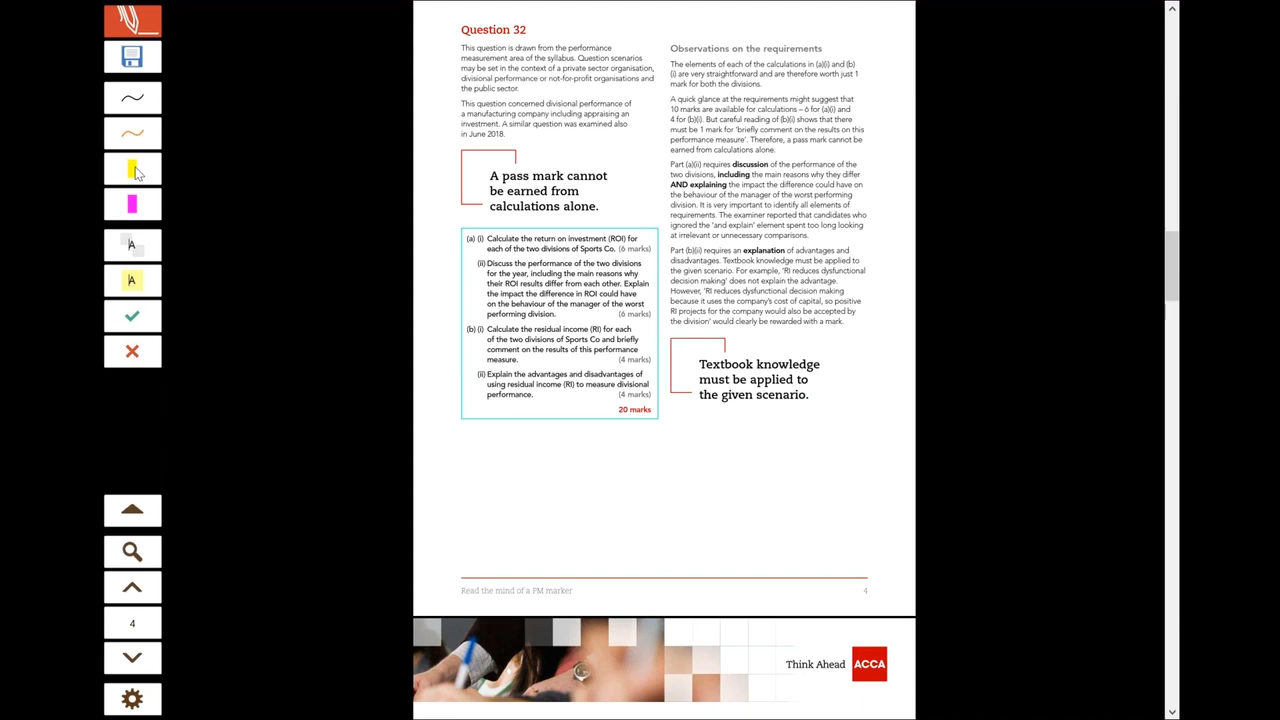 Question 32
This question is drawn from the performance
measurement area of the syllabus. Question scenarios
may be set in the context of a private sector organisation,
divisional performance or not-for-profit organisations and
the public sector.
This question concerned divisional performance of
a manufacturing company including appraising an
investment. A similar question was examined also
in June 2018.
A pass mark cannot
be earned from
calculations alone.
(a) (i) Calculate the return on investment (ROI) for
each of the two divisions of Sports Co. (6 marks)
(ii) Discuss the performance of the two divisions
for the year, including the main reasons why
their ROI results differ from each other. Explain
the impact the difference in ROI could have
on the behaviour of the manager of the worst
performing division. (6 marks)
(b) (i) Calculate the residual income (RI) for each
of the two divisions of Sports Co and briefly
comment on the results of this performance
measure. (4 marks)
(ii) Explain the advantages and disadvantages of
using residual income (RI) to measure divisional
performance. (4 marks)
20 marks
Observations on the requirements
The elements of each of the calculations in (a)(i) and (b)
(i) are very straightforward and are therefore worth just 1
mark for both the divisions.
A quick glance at the requirements might suggest that
10 marks are available for calculations – 6 for (a)(i) and
4 for (b)(i). But careful reading of (b)(i) shows that there
must be 1 mark for ‘briefly comment on the results on this
performance measure’. Therefore, a pass mark cannot be
earned from calculations alone.
Part (a)(ii) requires discussion of the performance of the
two divisions, including the main reasons why they differ
AND explaining the impact the difference could have on
the behaviour of the manager of the worst performing
division. It is very important to identify all elements of
requirements. The examiner reported that candidates who
ignored the ‘and explain’ element spent too long looking
at irrelevant or unnecessary comparisons.
Part (b)(ii) requires an explanation of advantages and
disadvantages. Textbook knowledge must be applied to
the given scenario. For example, ‘RI reduces dysfunctional
decision making’ does not explain the advantage.
However, ‘RI reduces dysfunctional decision making
because it uses the company’s cost of capital, so positive
RI projects for the company would also be accepted by
the division’ would clearly be rewarded with a mark.
Textbook knowledge
must be applied to
the given scenario.
Read the mind of a PM marker 4
Think Ahead ACCA
A
A
4